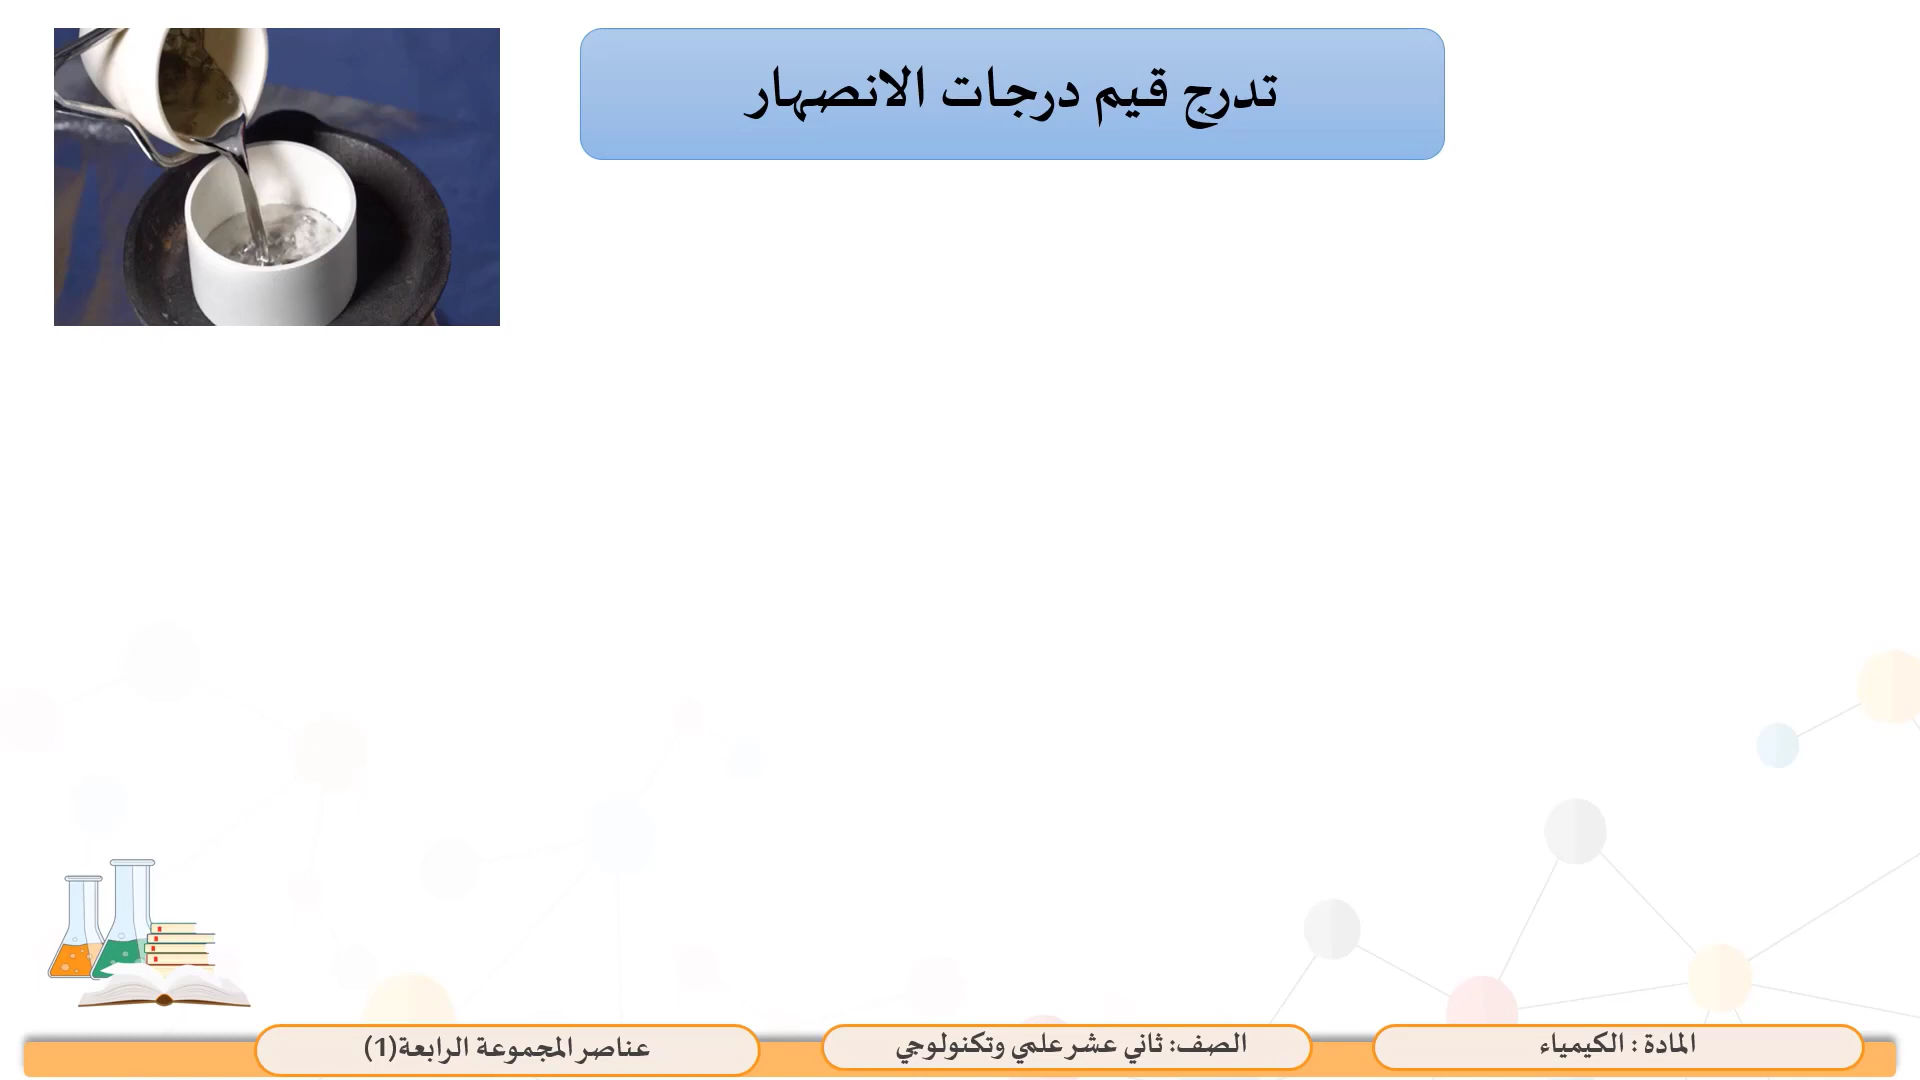 تدرج قيم درجات الانصهار
المادة : الكيمياء
الصف: ثاني عشر علمي وتكنولوجي
عناصر المجموعة الرابعة(1)